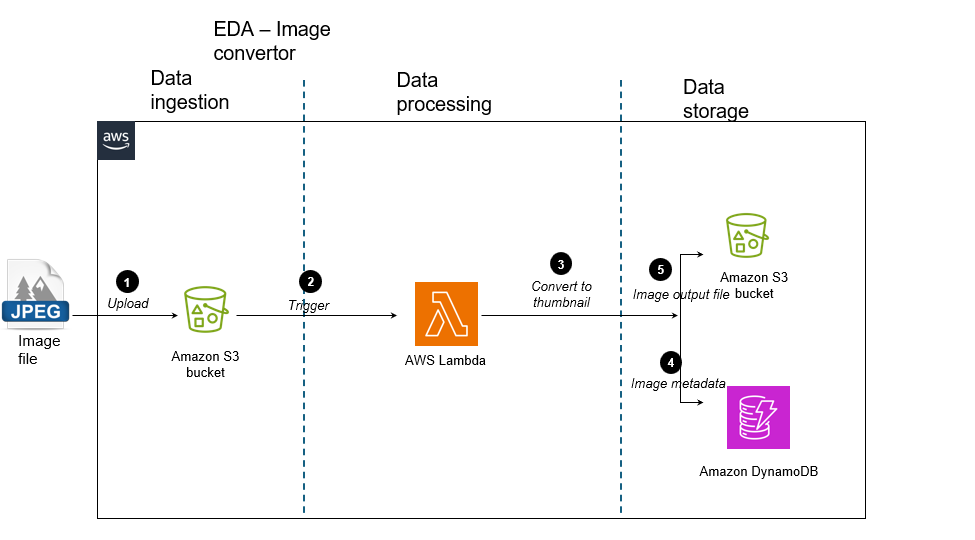 EDA – Image
convertor
Data
ingestion
Data
processing
Data
storage
aws
1
Upload
2
Trigger
3
Convert to
thumbnail
5
Image output file
4
Image metadata
JPEG
Image
file
Amazon S3
bucket
AWS Lambda
Amazon S3
bucket
Amazon DynamoDB